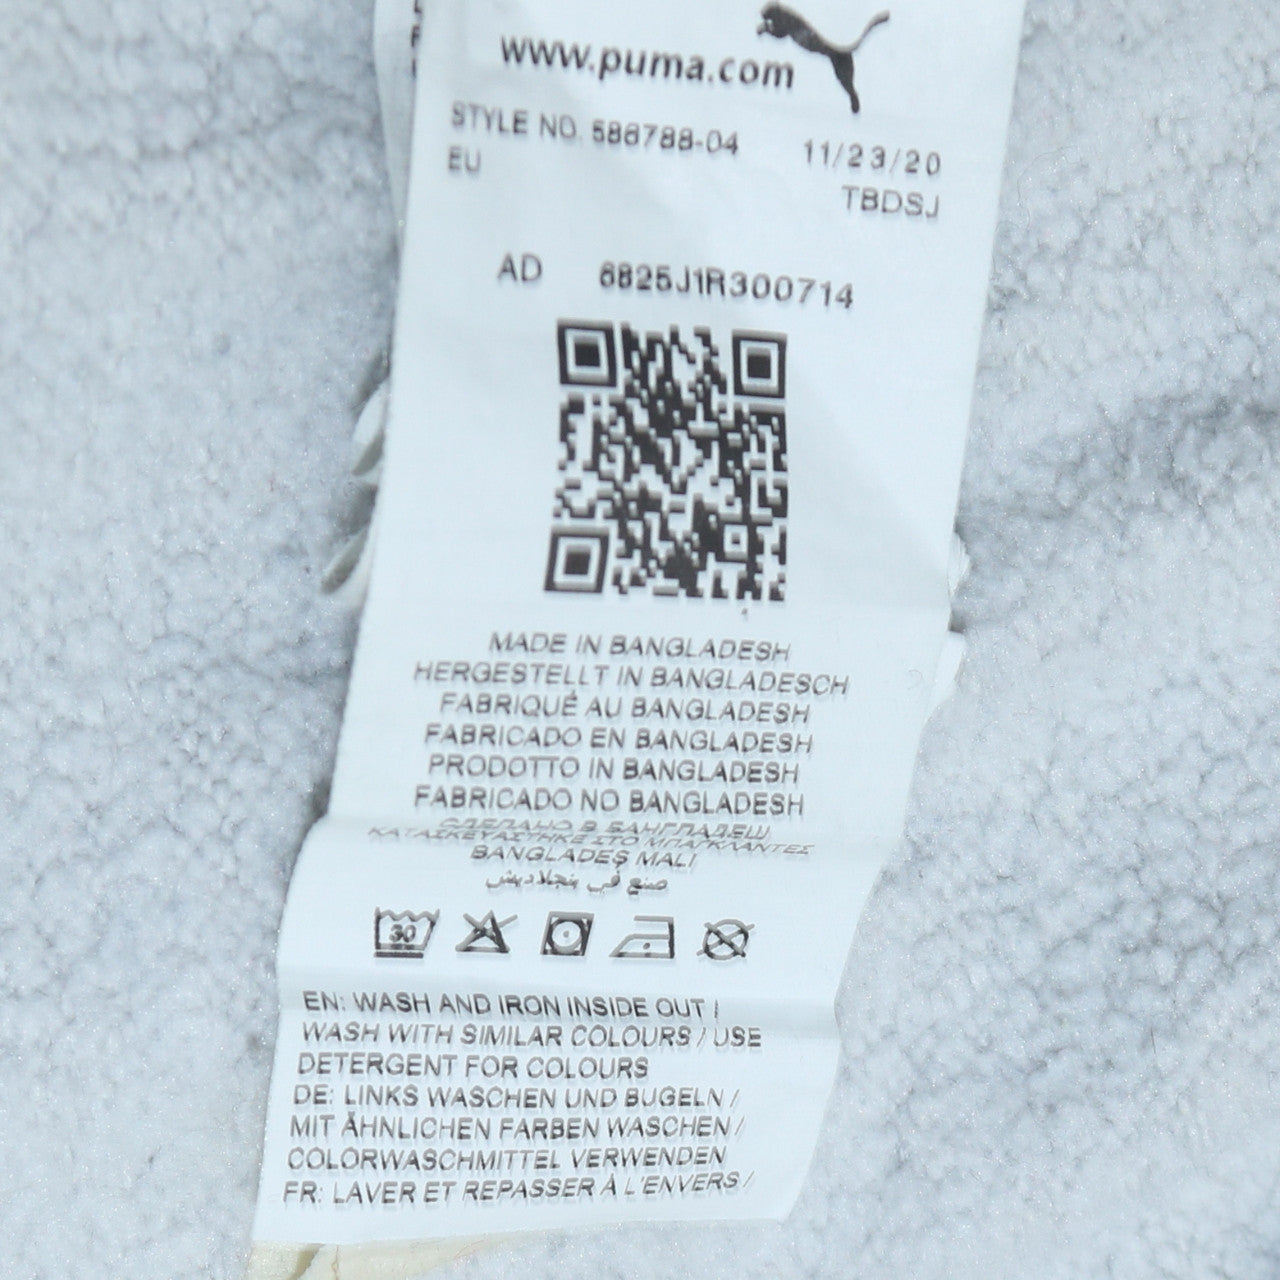 www.puma.com
STYLE NO. 586788-04 11/23/20
EU TBDSJ
AD 6825J1R300714
MADE IN BANGLADESH
HERGESTELLT IN BANGLADESCH
FABRIQUÉ AU BANGLADESH
FABRICADO EN BANGLADESH
PRODOTTO IN BANGLADESH
FABRICADO NO BANGLADESH
СДЕЛАНО В БАНГЛАДЕШ
ΚΑΤΑΣΚΕΥΑΣΤΗΚΕ ΣΤΟ ΜΠΑΓΚΛΑΝΤΕΣ
BANGLADEŞ MALI
صنع في بنجلاديش
30
EN: WASH AND IRON INSIDE OUT /
WASH WITH SIMILAR COLOURS / USE
DETERGENT FOR COLOURS
DE: LINKS WASCHEN UND BUGELN /
MIT ÄHNLICHEN FARBEN WASCHEN /
COLORWASCHMITTEL VERWENDEN
FR: LAVER ET REPASSER À L'ENVERS /